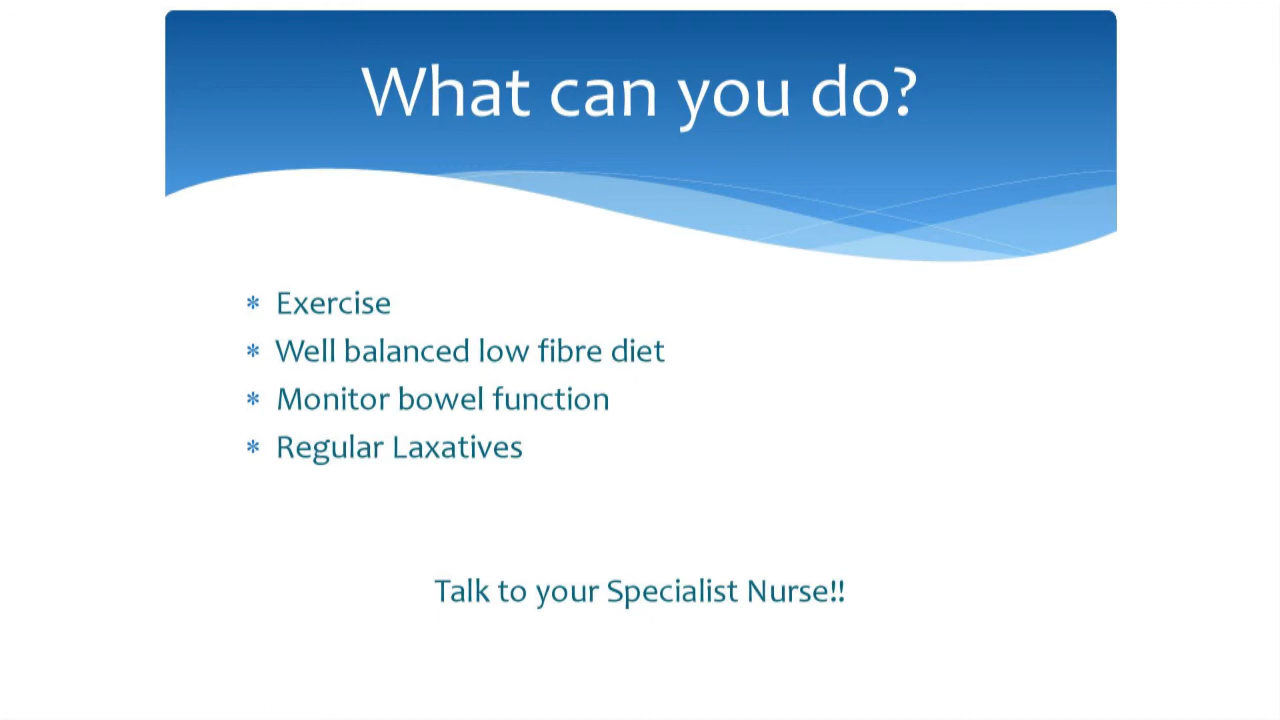 What can you do?
* Exercise
* Well balanced low fibre diet
* Monitor bowel function
* Regular Laxatives
Talk to your Specialist Nurse!!